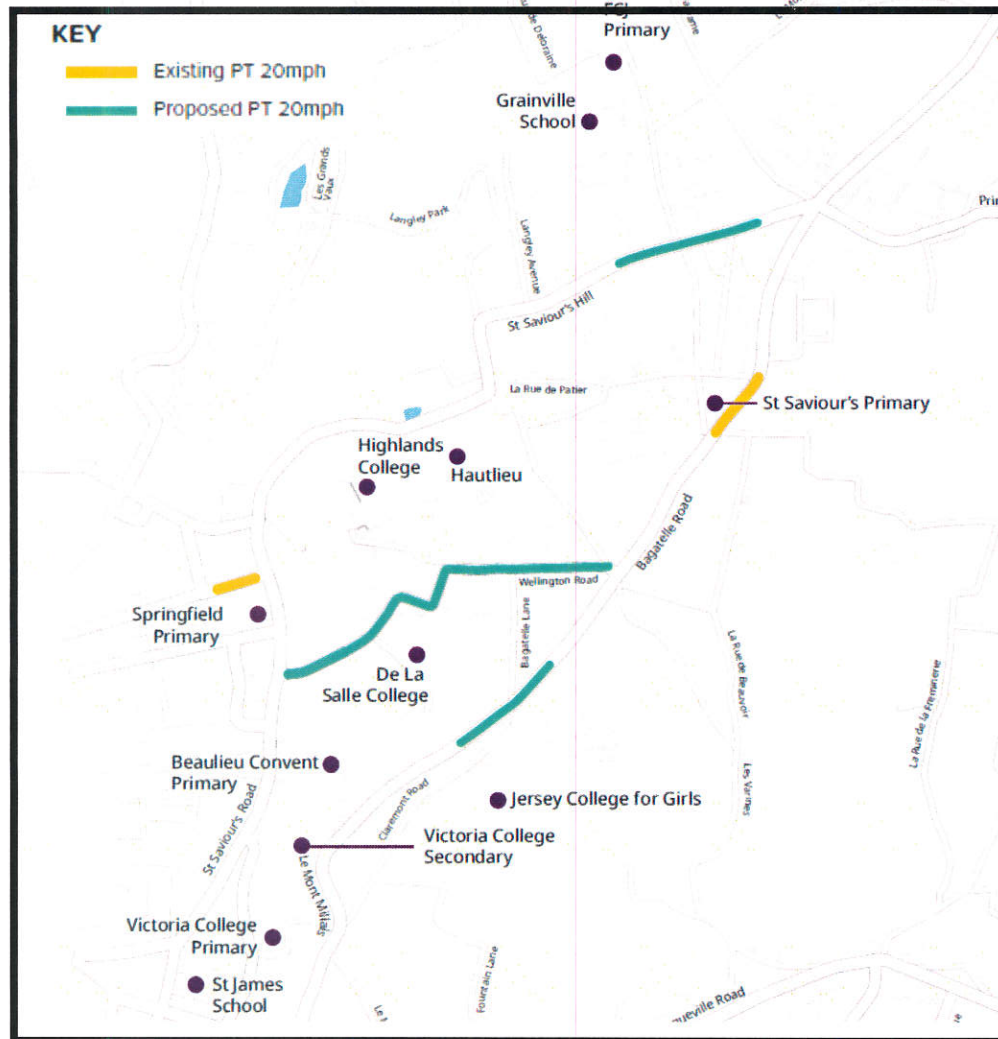 KEY
Existing PT 20mph
Proposed PT 20mph
Primary
Grainville
School
Les Grands
Vaux
Langley Park
Langley Avenue
St Saviour's Hill
La Rue de Patier
St Saviour's Primary
Highlands
College
Hautlieu
Bagatelle Road
Wellington Road
Bagatelle Lane
Springfield
Primary
De La
Salle College
La Rue de Beauvoir
La Rue de la Freminerie
Les Varines
Beaulieu Convent
Primary
Jersey College for Girls
Claremont Road
St Saviour's Road
Victoria College
Secondary
Le Mont Millais
Victoria College
Primary
St James
School
Fountain Lane
ueville Road